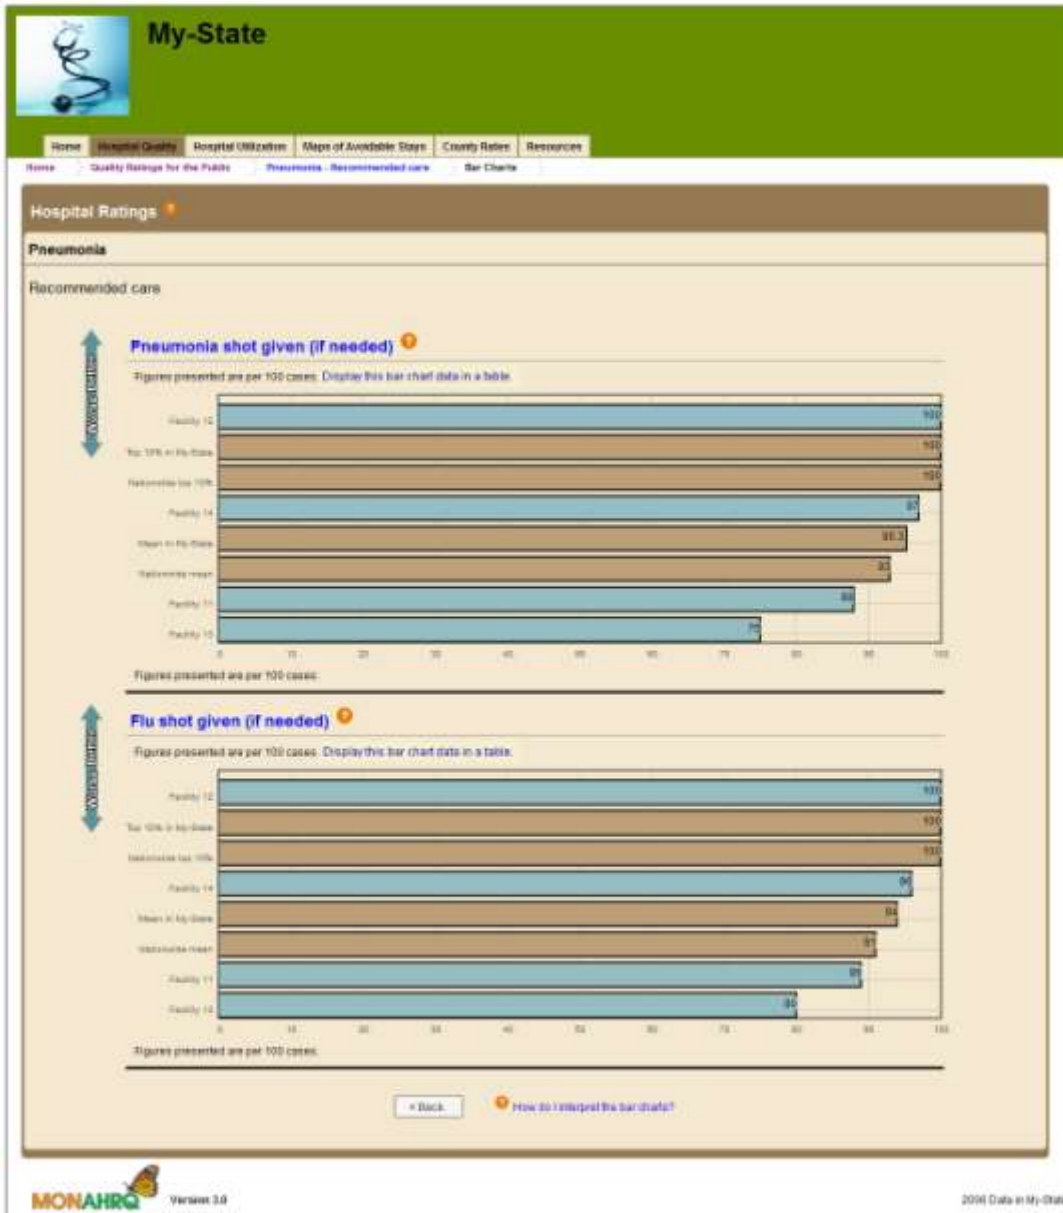 My-State
Home Hospital Quality Hospital Utilization Maps of Avoidable Stays County Rates Resources
Home Quality Ratings for the Public Pneumonia - Recommended care Bar Charts
Hospital Ratings ?
Pneumonia
Recommended care
Pneumonia shot given (if needed) ?
Figures presented are per 100 cases. Display this bar chart data in a table.
Facility 12 100
Top 10% in My-State 100
Nationwide top 10% 100
Facility 14 97
Mean in My-State
Nationwide mean 93
Facility 11 88
75
0 10 20 30 40 50 60 70 80 90 100
Figures presented are per 100 cases.
Flu shot given (if needed) ?
Figures presented are per 100 cases. Display this bar chart data in a table.
Facility 12 100
Top 10% in My-State 100
Nationwide top 10% 100
Facility 14 96
Mean in My-State 94
Nationwide mean 91
Facility 11 89
80
0 10 20 30 40 50 60 70 80 90 100
Figures presented are per 100 cases.
< Back ? How do I interpret the bar charts?
MONAHRQ Version 3.0
Data in My-State